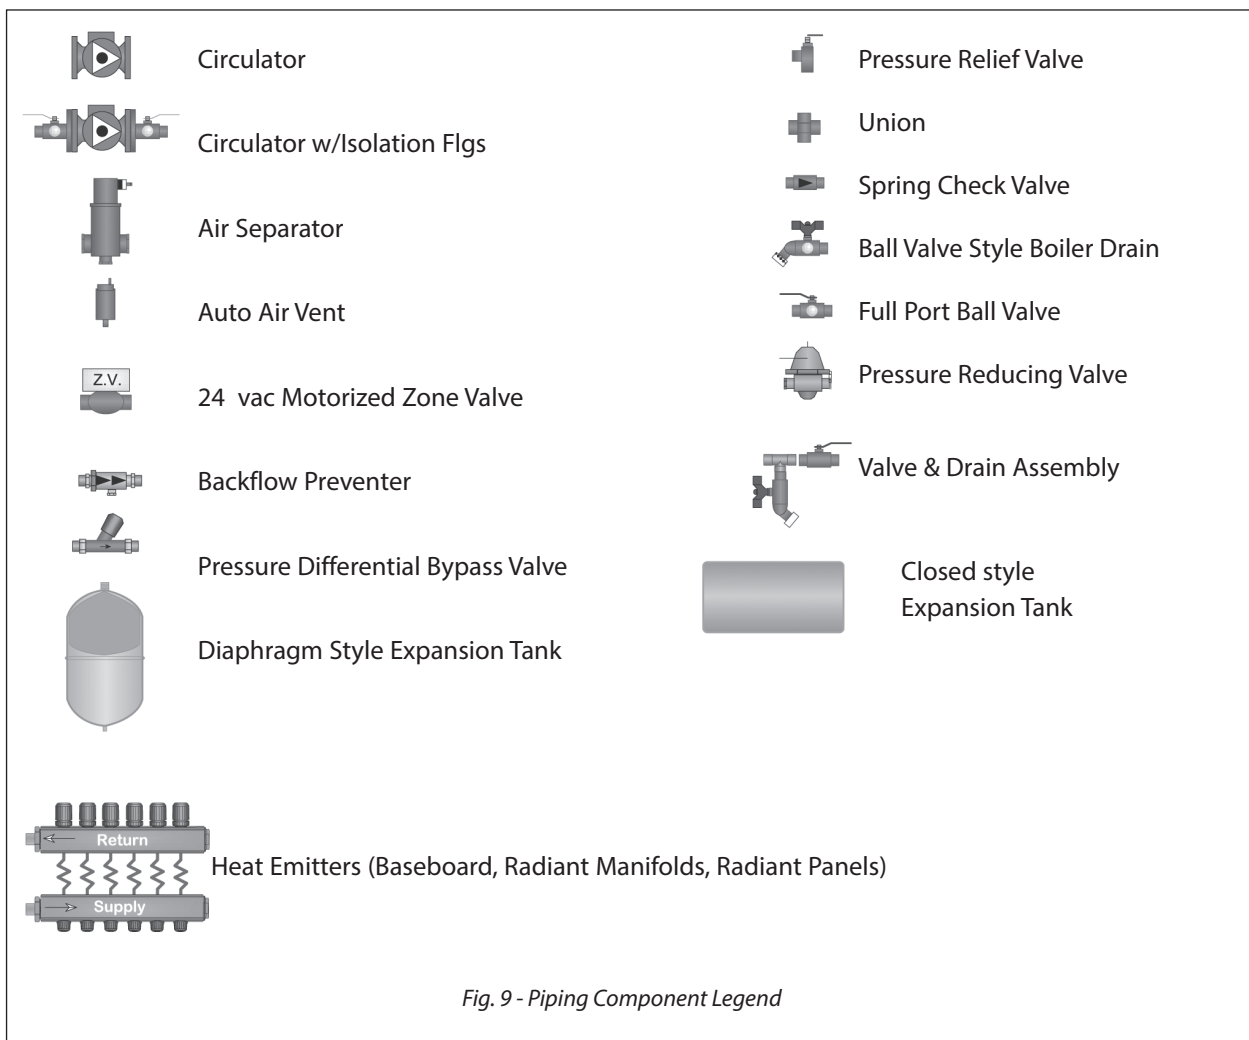 Circulator
Circulator w/Isolation Flgs
Air Separator
Auto Air Vent
Z.V.
24 vac Motorized Zone Valve
Backflow Preventer
Pressure Differential Bypass Valve
Diaphragm Style Expansion Tank
Pressure Relief Valve
Union
Spring Check Valve
Ball Valve Style Boiler Drain
Full Port Ball Valve
Pressure Reducing Valve
Valve & Drain Assembly
Closed style
Expansion Tank
Return
Heat Emitters (Baseboard, Radiant Manifolds, Radiant Panels)
Supply
Fig. 9 - Piping Component Legend